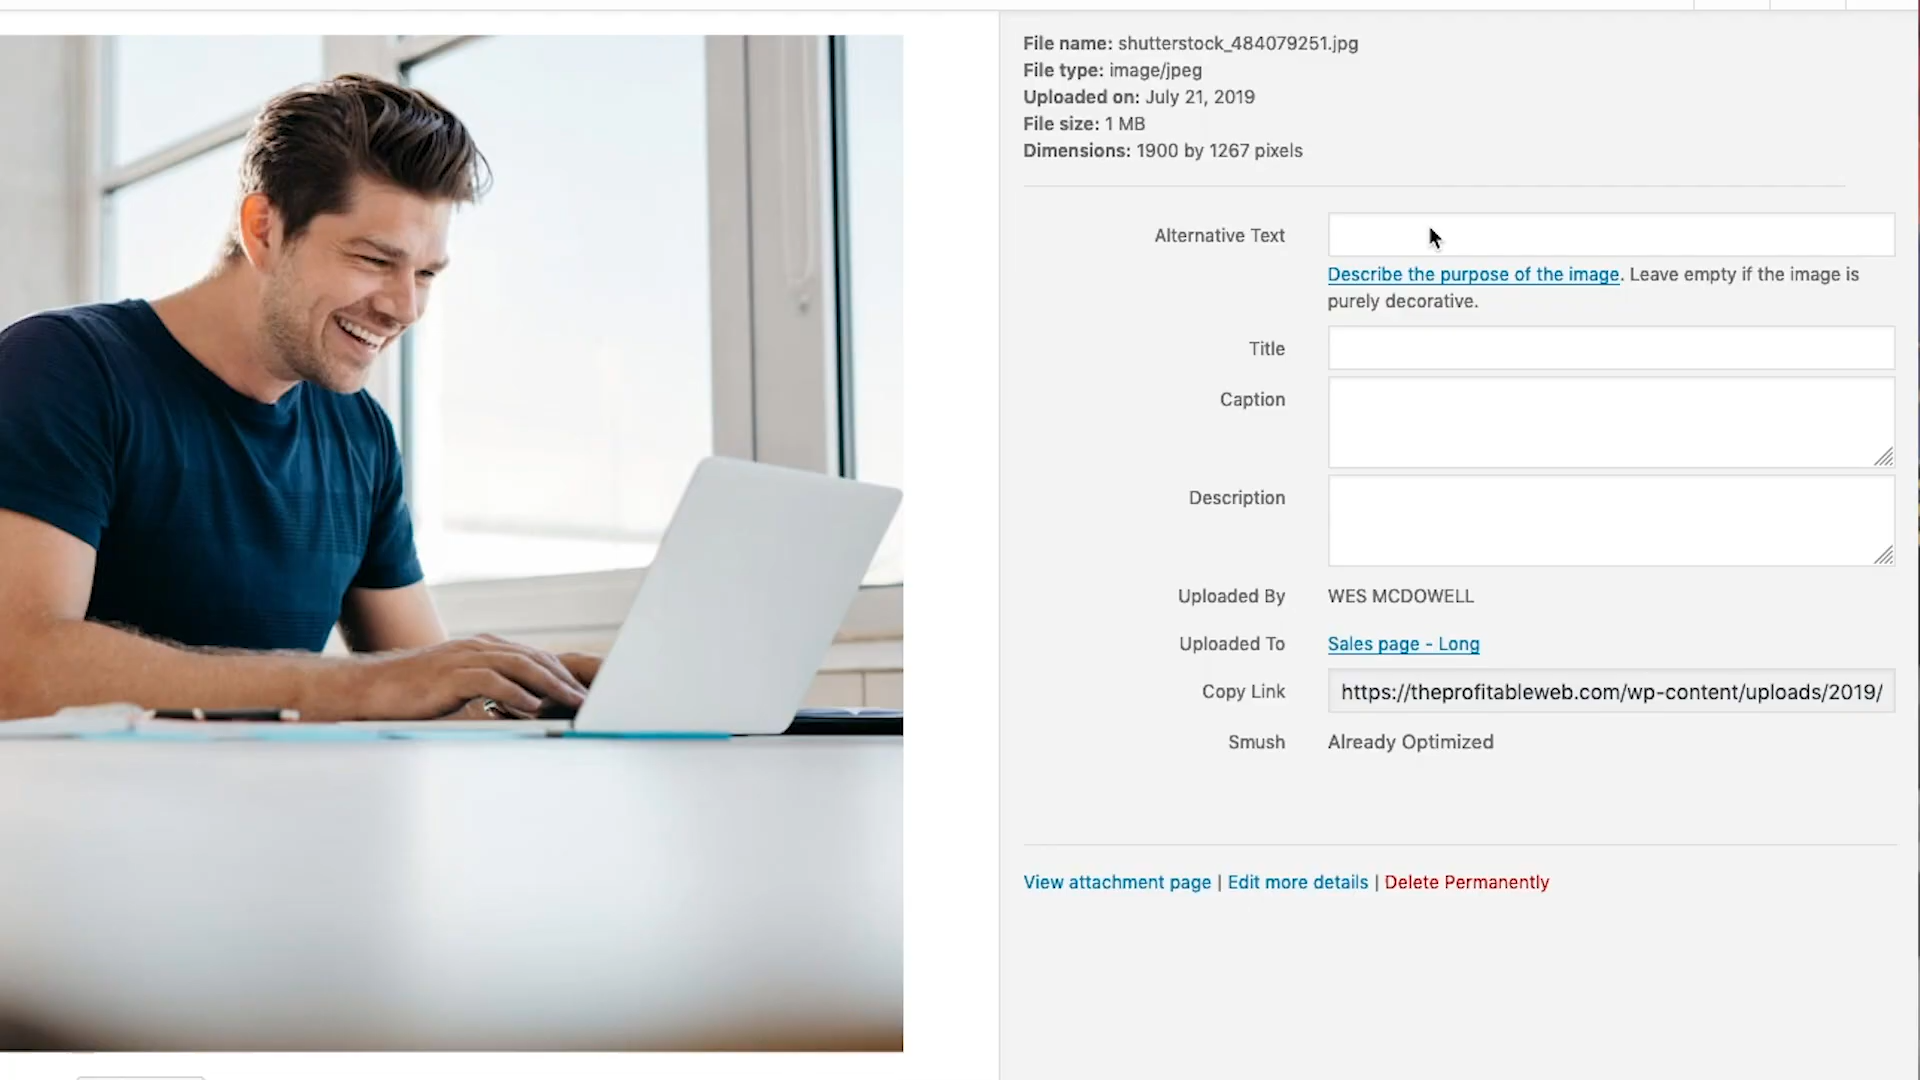 File name: shutterstock_484079251.jpg
File type: image/jpeg
Uploaded on: July 21, 2019
File size: 1 MB
Dimensions: 1900 by 1267 pixels
Alternative Text
Describe the purpose of the image. Leave empty if the image is
purely decorative.
Title
Caption
Description
Uploaded By WES MCDOWELL
Uploaded To Sales page - Long
Copy Link https://theprofitableweb.com/wp-content/uploads/2019/
Smush Already Optimized
View attachment page | Edit more details | Delete Permanently